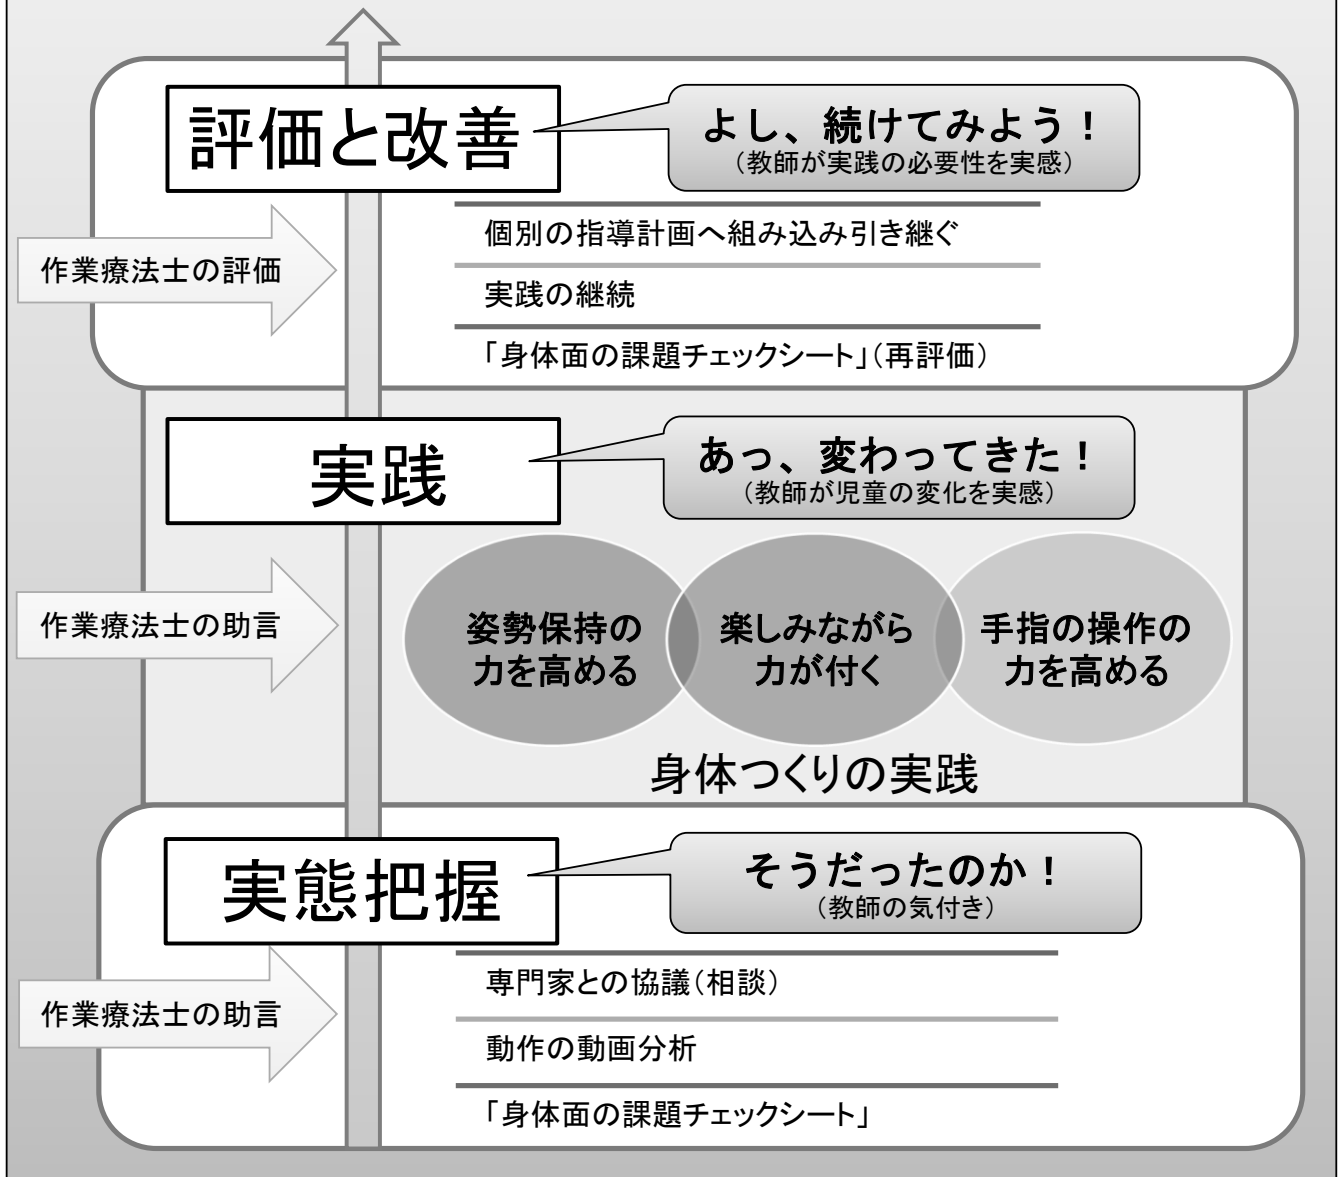 評価と改善
よし、続けてみよう！
（教師が実践の必要性を実感）
個別の指導計画へ組み込み引き継ぐ
作業療法士の評価
実践の継続
「身体面の課題チェックシート」（再評価）
実践
あっ、変わってきた！
（教師が児童の変化を実感）
作業療法士の助言
姿勢保持の
力を高める
楽しみながら
力が付く
手指の操作の
力を高める
身体つくりの実践
実態把握
そうだったのか！
（教師の気付き）
専門家との協議（相談）
作業療法士の助言
動作の動画分析
「身体面の課題チェックシート」